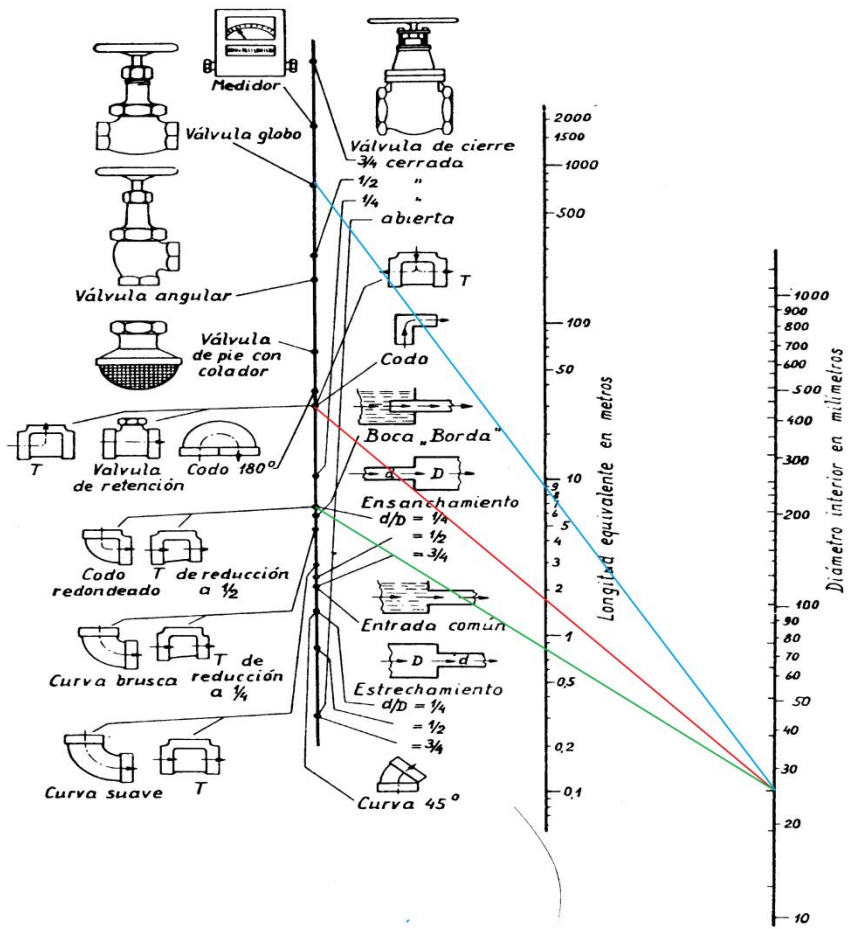 Medidor
Válvula globo
Válvula de cierre
3/4 cerrada
1/2 "
1/4 "
abierta
Válvula angular
T
Válvula
de pie con
colador
Codo
T
Válvula
de retención
Codo 180°
Boca „Borda"
d
D
Ensanchamiento
d/D = 1/4
= 1/2
= 3/4
Codo
redondeado
T de reducción
a 1/2
Entrada común
Curva brusca
T de
reducción
a 1/4
D
d
Estrechamiento
d/D = 1/4
= 1/2
= 3/4
Curva suave
T
Curva 45°
2000
1500
1000
500
100
50
10
9
8
7
6
5
4
3
2
1
0,5
0,2
0,1
Longitud equivalente en metros
1000
900
800
700
600
500
400
300
200
100
90
80
70
60
50
40
30
20
10
Diámetro interior en milímetros